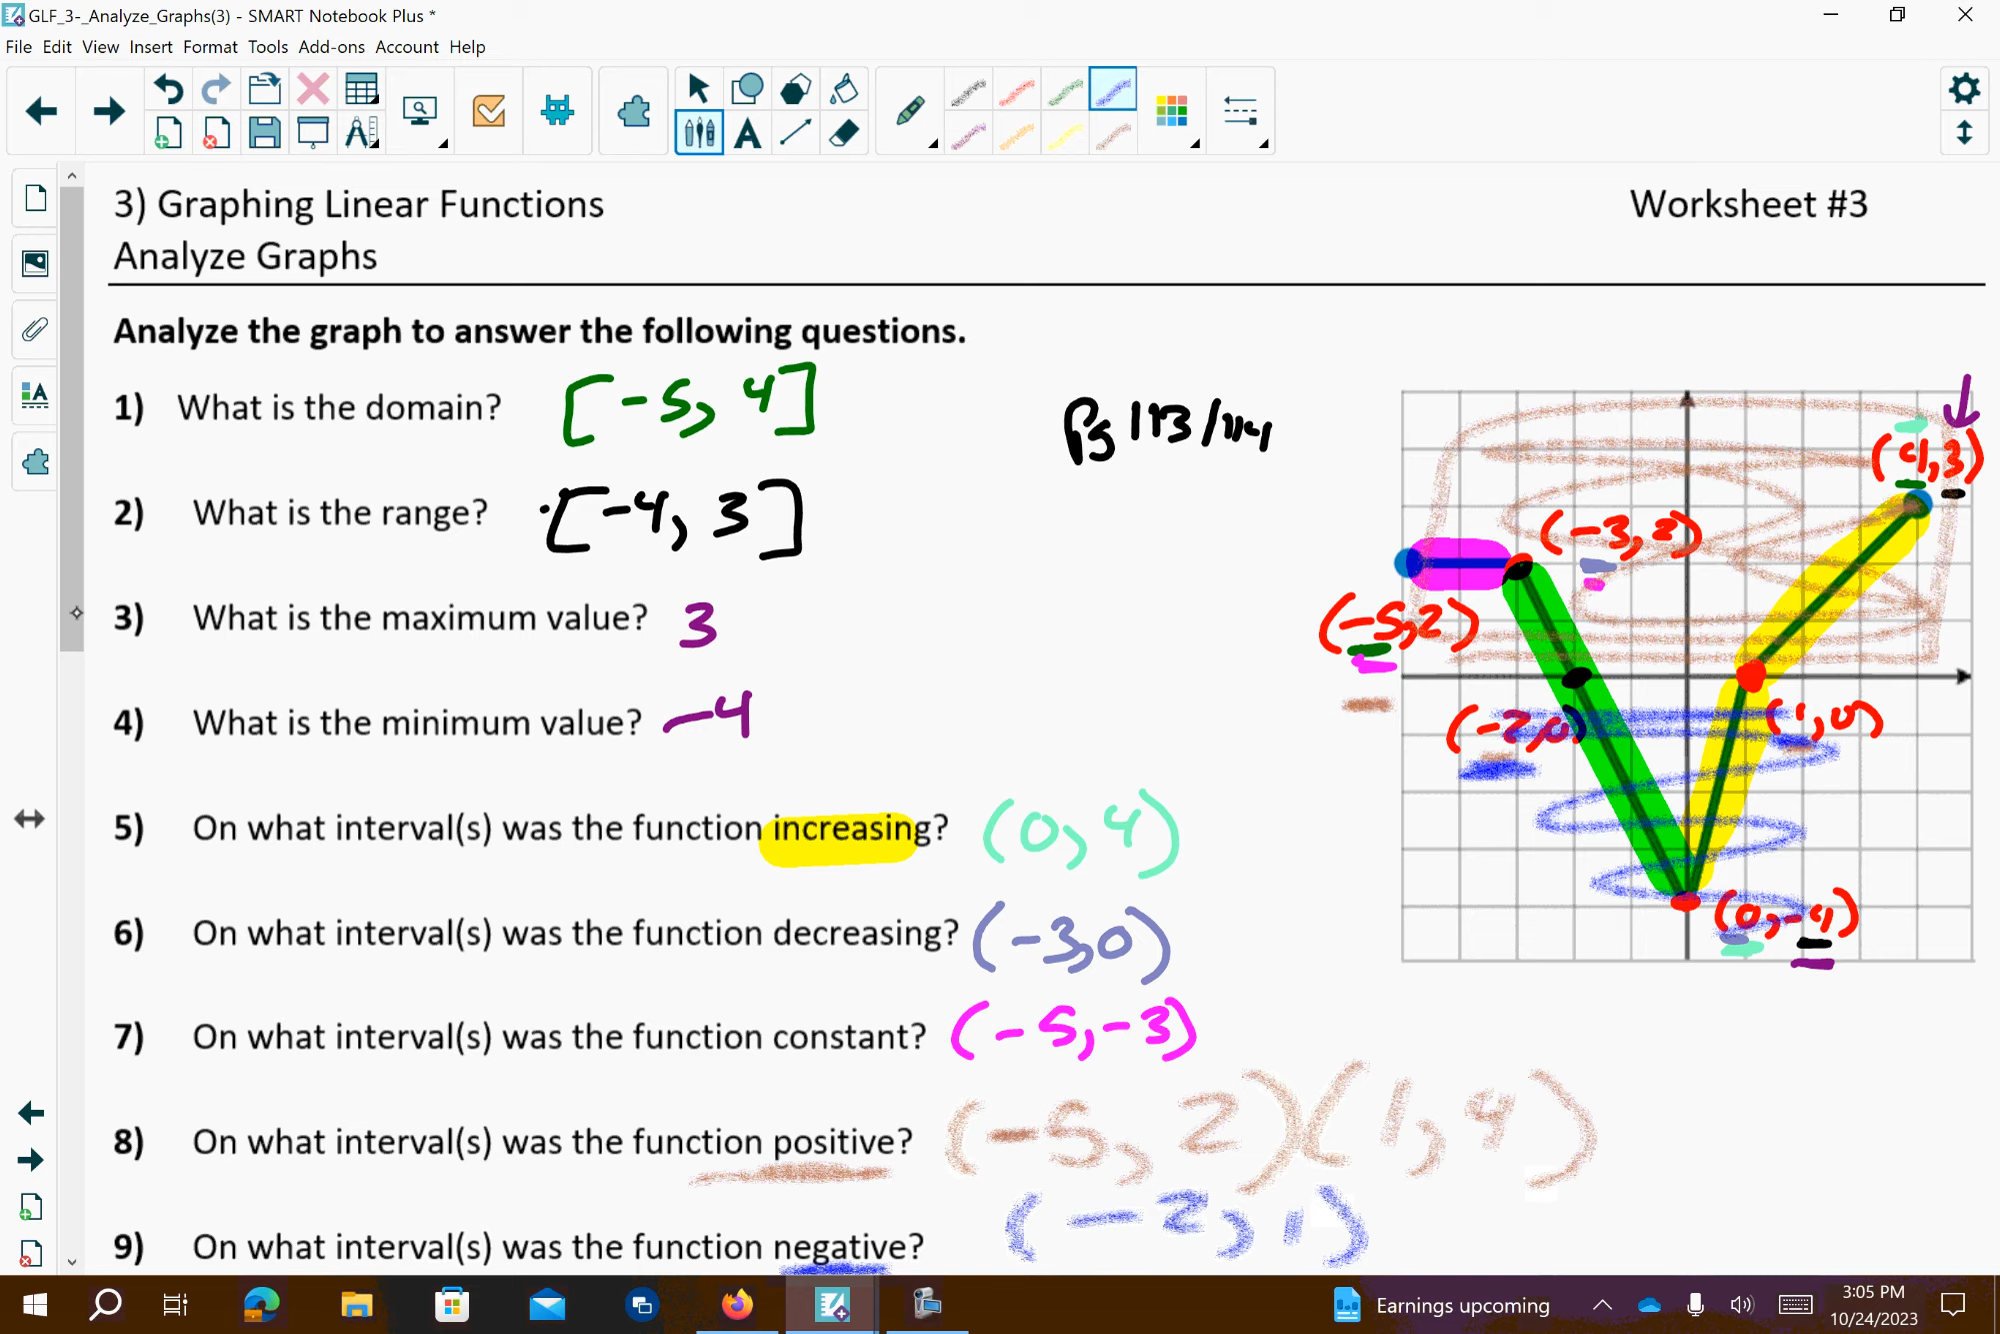 GLF_3-_Analyze_Graphs(3) - SMART Notebook Plus *
File Edit View Insert Format Tools Add-ons Account Help
3) Graphing Linear Functions
Worksheet #3
Analyze Graphs
Analyze the graph to answer the following questions.
1) What is the domain? [-5, 4]
Pg 113/114
2) What is the range? [-4, 3]
3) What is the maximum value? 3
4) What is the minimum value? -4
5) On what interval(s) was the function increasing? (0, 4)
6) On what interval(s) was the function decreasing? (-3,0)
7) On what interval(s) was the function constant? (-5,-3)
8) On what interval(s) was the function positive? (-5, 2)(1,4)
9) On what interval(s) was the function negative? (-2,1)
(4,3)
(-3,2)
(-5,2)
(-2,0)
(1,0)
(0,-4)
Earnings upcoming
3:05 PM
10/24/2023